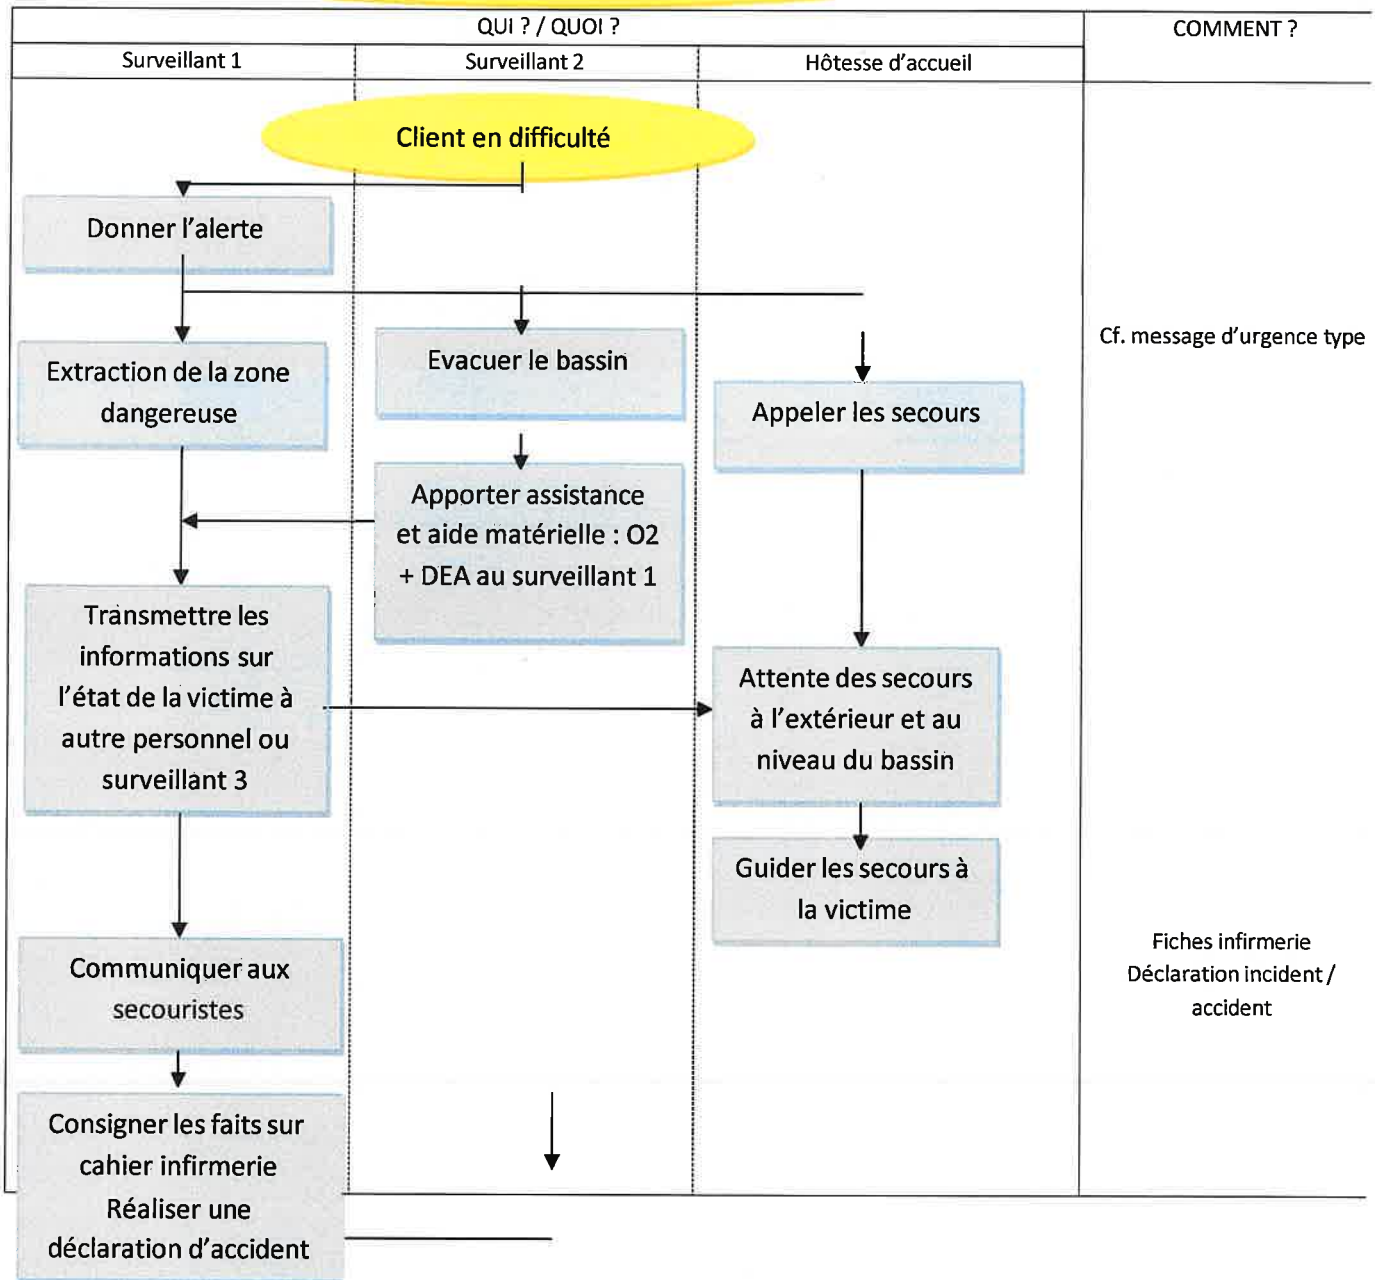 QUI ? / QUOI ?
COMMENT ?
Surveillant 1
Surveillant 2
Hôtesse d'accueil
Client en difficulté
Donner l'alerte
Extraction de la zone
dangereuse
Evacuer le bassin
Appeler les secours
Cf. message d'urgence type
Apporter assistance
et aide matérielle : O2
+ DEA au surveillant 1
Transmettre les
informations sur
l'état de la victime à
autre personnel ou
surveillant 3
Attente des secours
à l'extérieur et au
niveau du bassin
Guider les secours à
la victime
Communiquer aux
secouristes
Fiches infirmerie
Déclaration incident /
accident
Consigner les faits sur
cahier infirmerie
Réaliser une
déclaration d'accident